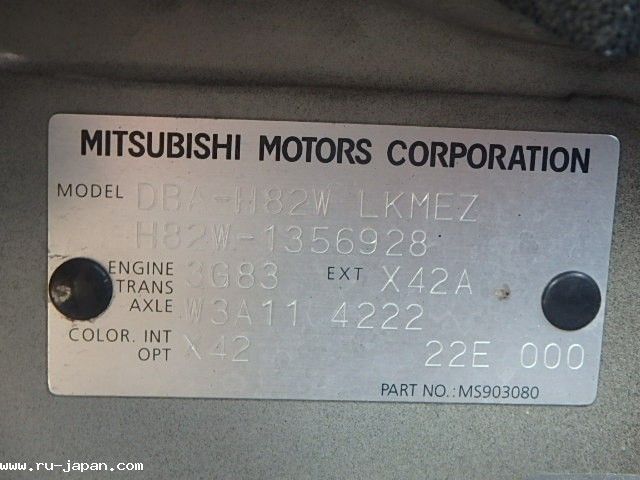 MITSUBISHI MOTORS CORPORATION
MODEL DBA-H82W LKMEZ
H82W-1356928
ENGINE 3G83 EXT X42A
TRANS
AXLE W3A11 4222
COLOR. INT X42
OPT 22E 000
PART NO.: MS903080
www.ru-japan.com